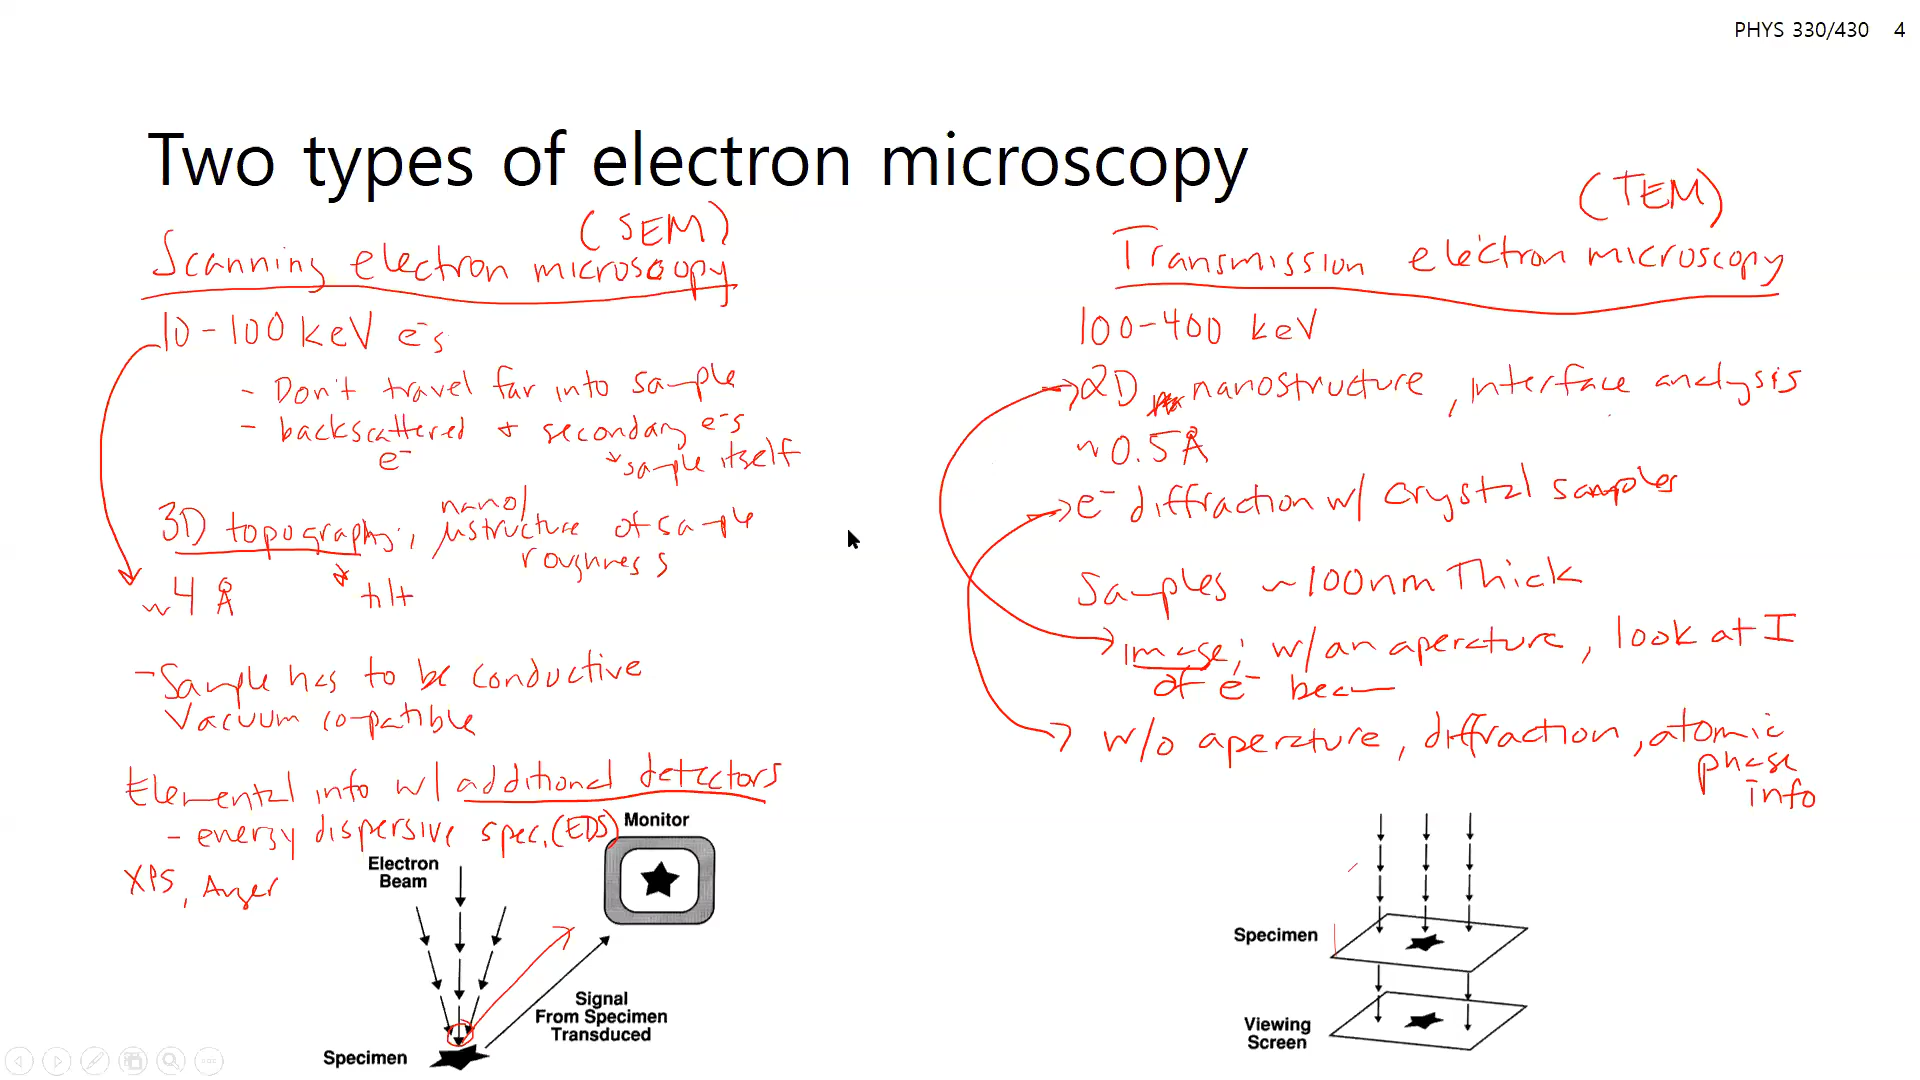 PHYS 330/430 4
Two types of electron microscopy
(SEM)
Scanning electron microscopy
10-100 keV e⁻s
- Don't travel far into sample
- backscattered + secondary e⁻s
e⁻
sample itself
3D topography; nano/
μstructure of sample
roughness
tilt
~4 Å
- Sample has to be conductive
Vacuum compatible
Elemental info w/ additional detectors
- energy dispersive spec. (EDS)
XPS, Auger
Monitor
Electron
Beam
Signal
From Specimen
Transduced
Specimen
(TEM)
Transmission electron microscopy
100-400 keV
2D nanostructure, interface analysis
~0.5 Å
e⁻ diffraction w/ crystal samples
Samples ~100nm Thick
image; w/ an aperature, look at I
of e⁻ beam
w/o aperature, diffraction, atomic
phase
info
Specimen
Viewing
Screen